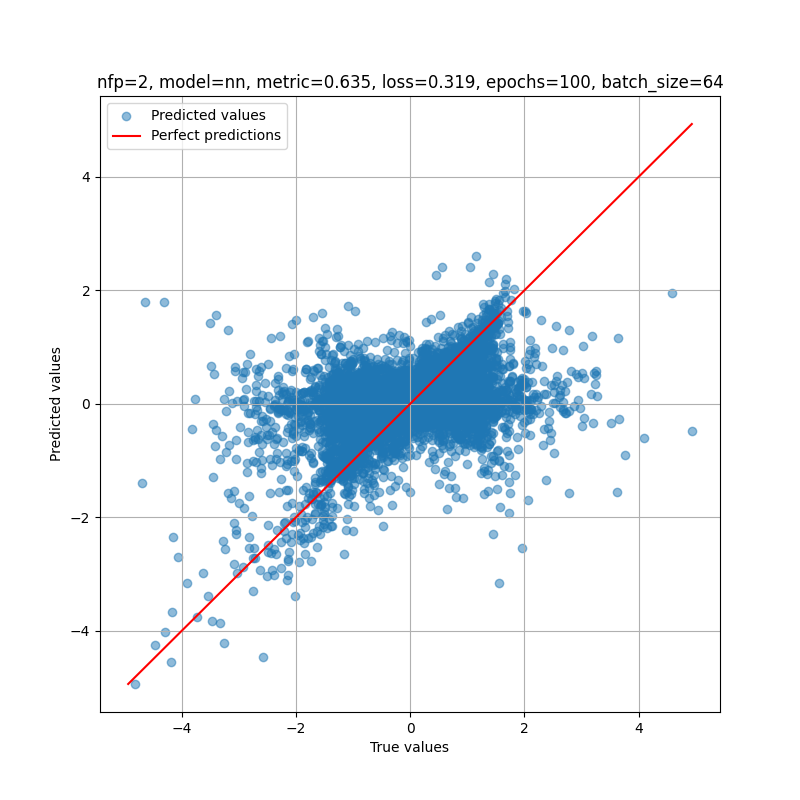 nfp=2, model=nn, metric=0.635, loss=0.319, epochs=100, batch_size=64
Predicted values
Perfect predictions
4
2
0
−2
−4
Predicted values
−4 −2 0 2 4
True values